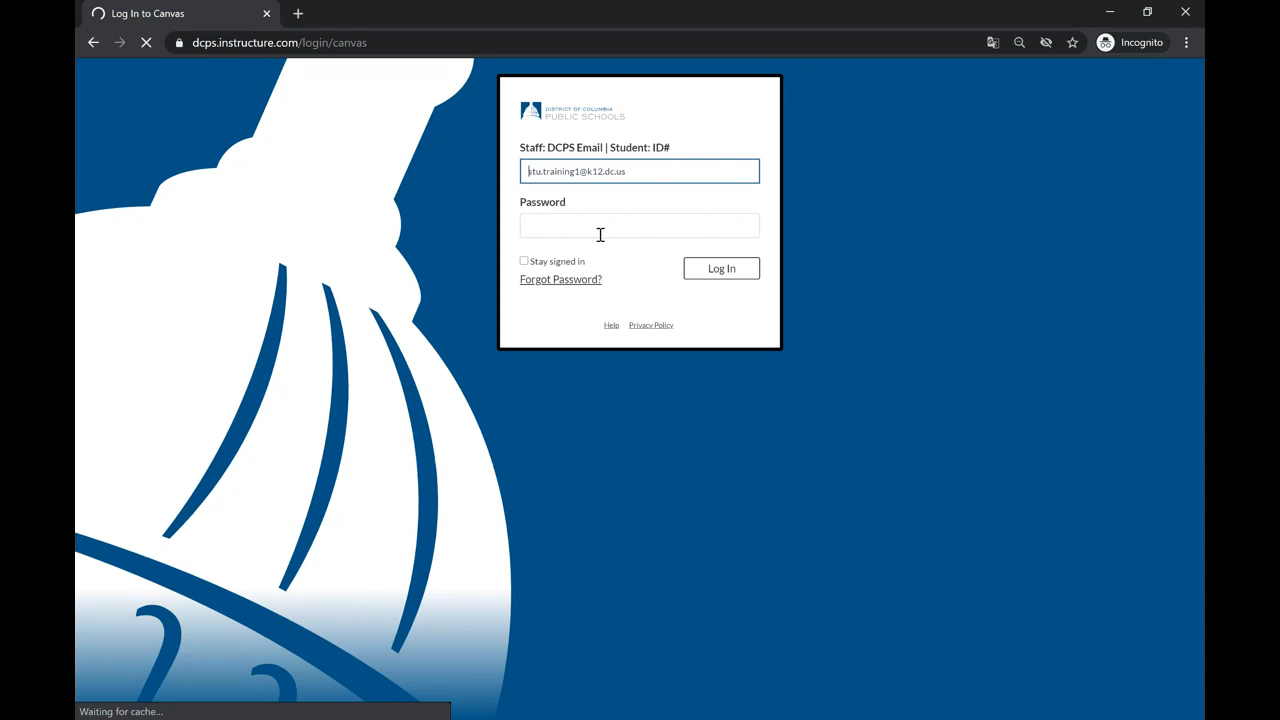 Log In to Canvas
dcps.instructure.com/login/canvas
Incognito
DISTRICT OF COLUMBIA
PUBLIC SCHOOLS
Staff: DCPS Email | Student: ID#
stu.training1@k12.dc.us
Password
Stay signed in
Log In
Forgot Password?
Help Privacy Policy
Waiting for cache...